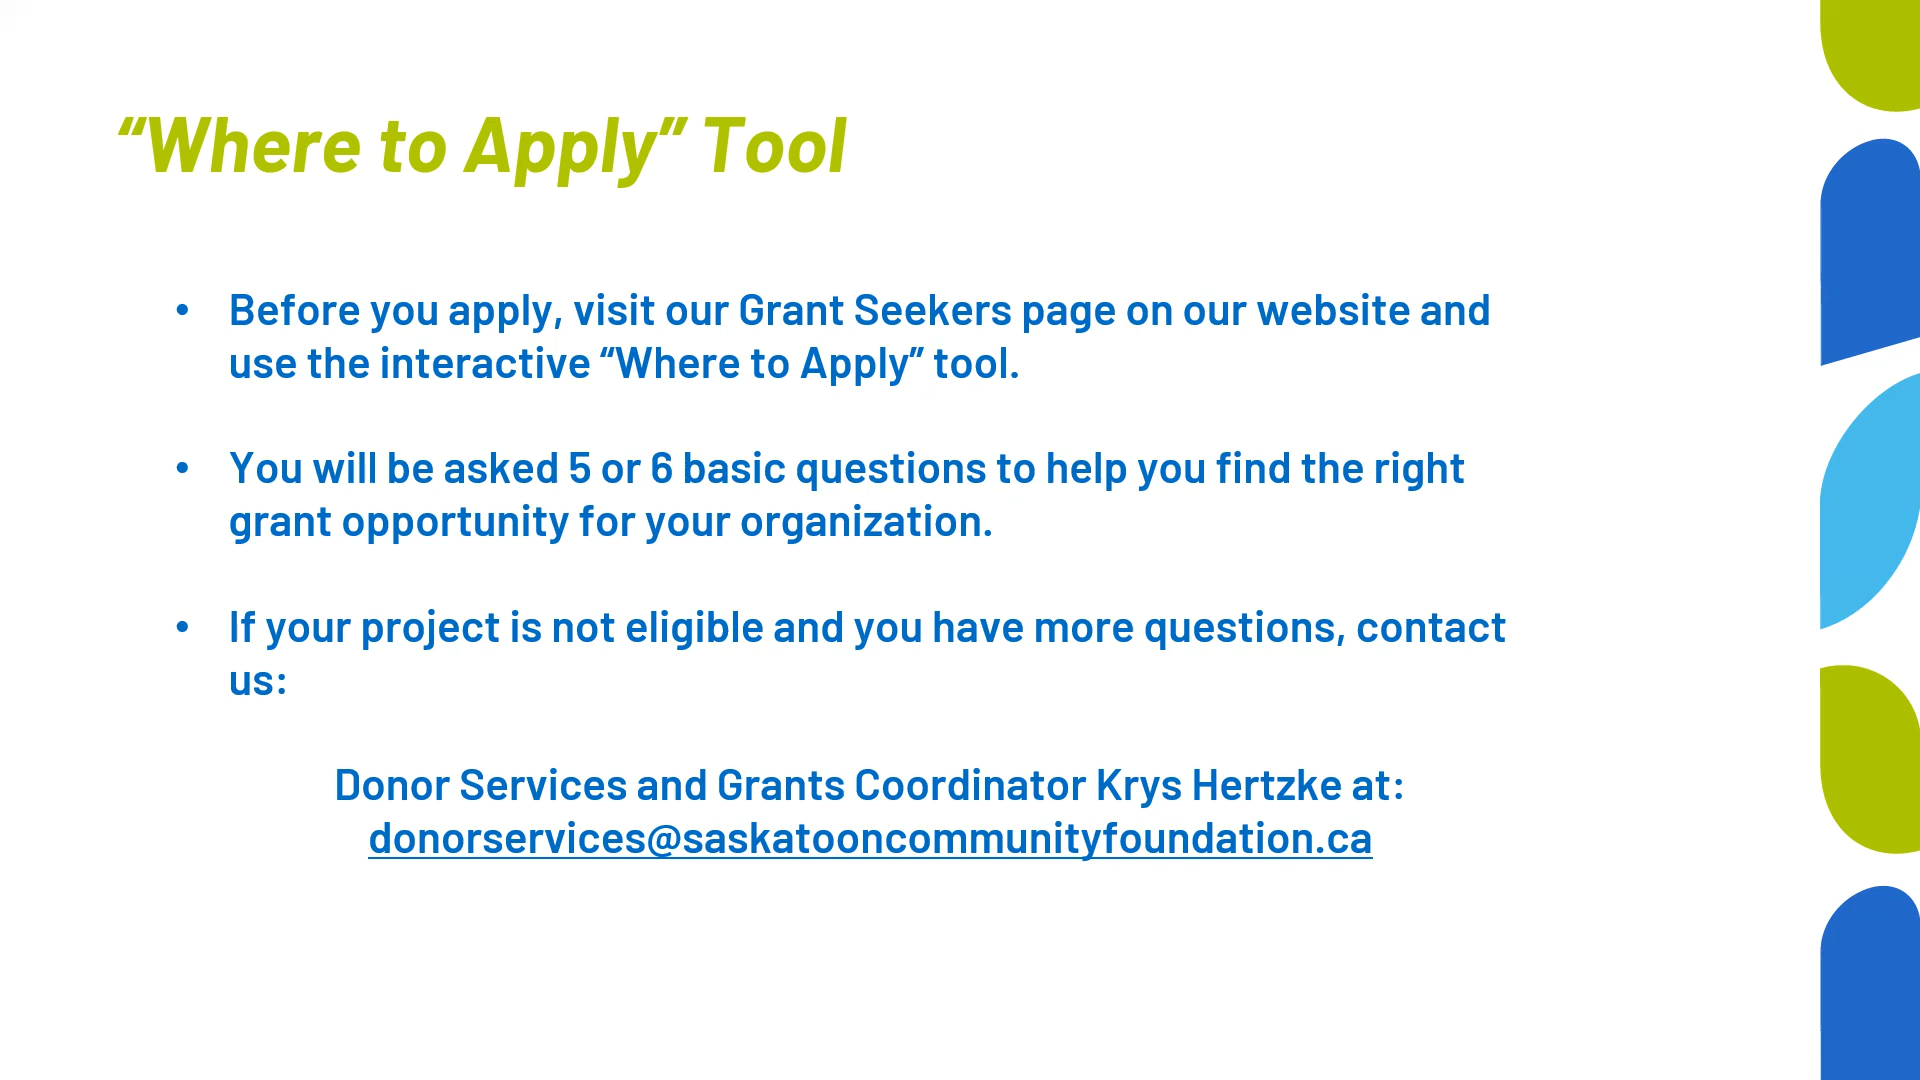 “Where to Apply” Tool
• Before you apply, visit our Grant Seekers page on our website and
use the interactive “Where to Apply” tool.
• You will be asked 5 or 6 basic questions to help you find the right
grant opportunity for your organization.
• If your project is not eligible and you have more questions, contact
us:
Donor Services and Grants Coordinator Krys Hertzke at:
donorservices@saskatooncommunityfoundation.ca